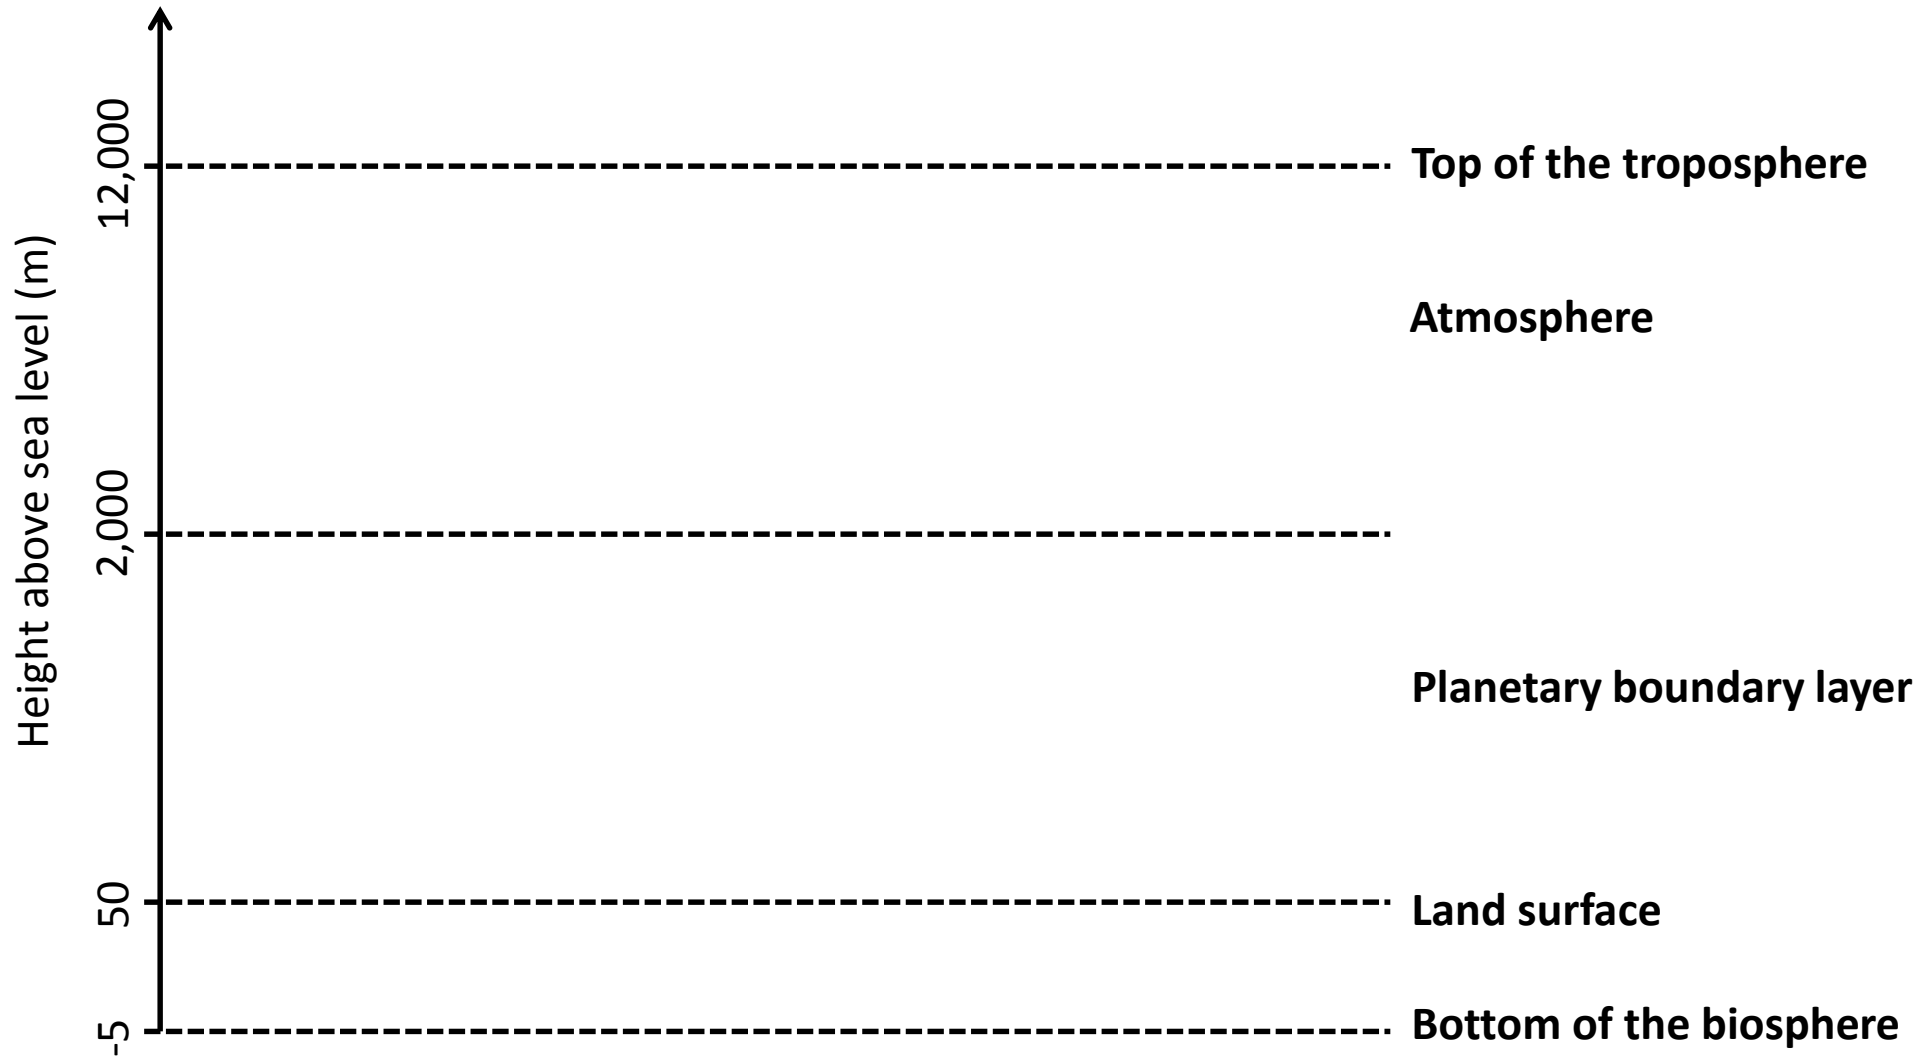 Height above sea level (m)
12,000
Top of the troposphere
Atmosphere
2,000
Planetary boundary layer
50
Land surface
-5
Bottom of the biosphere